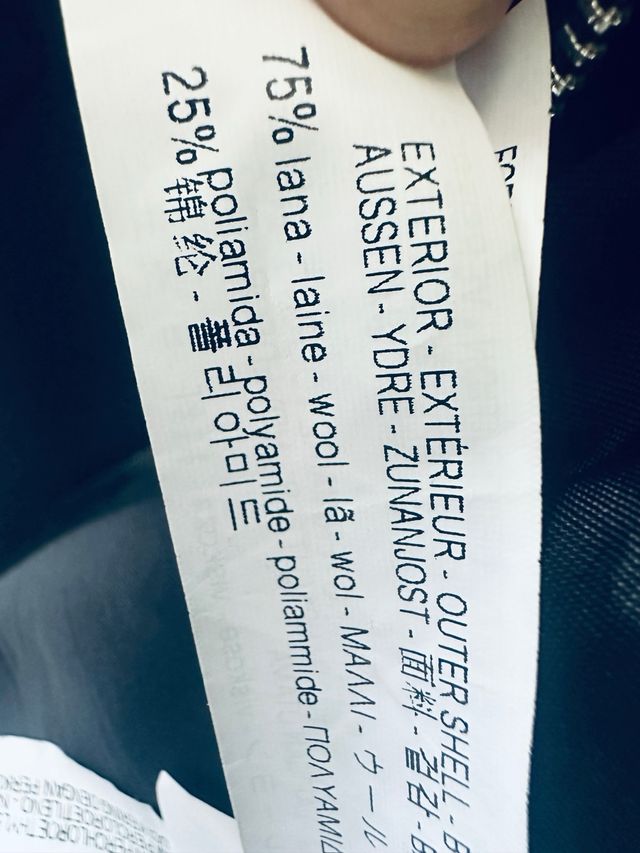 EXTERIOR - EXTÉRIEUR - OUTER SHELL -
AUSSEN - YDRE - ZUNANJOST - 面料 - 겉감 -
75% lana - laine - wool - lã - wol - ΜΑΛΛΙ - ウール
25% poliamida - polyamide - poliammide - ΠΟΛΥΑΜΙΔ
锦纶 - 폴리아미드